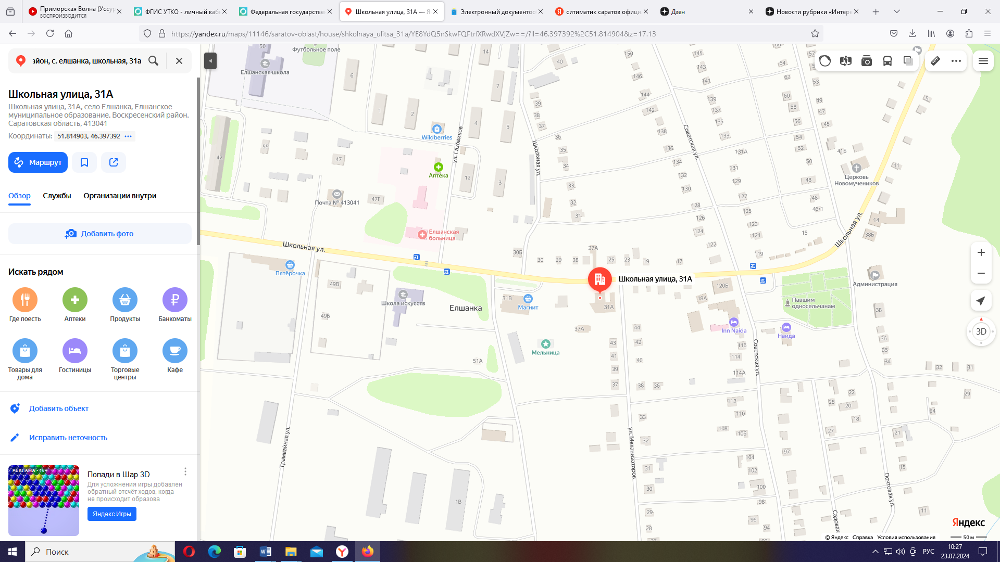 Приморская Волна (Уссур
ВОСПРОИЗВОДИТСЯ
ФГИС УТКО - личный каб
Федеральная государствен
Школьная улица, 31А — Я
Электронный документоо
ситиматик саратов офиц
Дзен
Новости рубрики «Интере
https://yandex.ru/maps/11146/saratov-oblast/house/shkolnaya_ulitsa_31a/YE8YdQ5nSkwFQFtrfXRwdXVjZw==/?ll=46.397392%2C51.814904&z=17.13
айон, с. елшанка, школьная, 31а
Школьная улица, 31А
Школьная улица, 31А, село Елшанка, Елшанское
муниципальное образование, Воскресенский район,
Саратовская область, 413041
Координаты: 51.814903, 46.397392
Маршрут
Обзор
Службы
Организации внутри
Добавить фото
Искать рядом
Где поесть
Аптеки
Продукты
Банкоматы
Товары для
дома
Гостиницы
Торговые
центры
Кафе
Добавить объект
Исправить неточность
РЕКЛАМА • 16+
Попади в Шар 3D
Для усложнения игры добавлен
обратный отсчёт ходов, когда
не происходит образова
Яндекс Игры
50
Футбольное поле
Елшанская школа
6
14
7
40
150
146
144
142
138
136
134
132
130
128
126
124
122
145
143
141
139
137
135
133
131А
131
129
127
125
123
121
119
64
62
60
58
56
54
52
50
48
46
46/1
15
57
53
49
47
45
41Б
5
11
14
38Б
1
2
4
5
Wildberries
ул. Газовиков
39
38
37
36
35
34
33
32
31
Школьная ул.
Советская ул.
42
55
47
Аптека
12
3
Почта № 413041
47Г
Елшанская
больница
Церковь
Новомучеников
Школьная ул.
Школьная ул.
30Б
30
29
28
27А
25
23
19
17
Пятёрочка
49В
49Б
Школа искусств
Елшанка
31В
Магнит
Школьная улица, 31А
31А
37А
Мельница
51А
120Б
18А
Inn Naida
Наида
Павшим
односельчанам
Администрация
44
42
40
38
36
43
41
39
37
116
114
114А
112
110
108
106
104
102
100
98
96
94
Советская ул.
38
36
35
34
32
31
29
22
28
20
18
24
27
21
97
15
11
33
32
31
30
29
28
1В
Трамвайная ул.
ул. Механизаторов
Почтовая ул.
Садовая
3D
Яндекс
© Яндекс Справка Условия использования
50 м
Поиск
РУС
10:27
23.07.2024